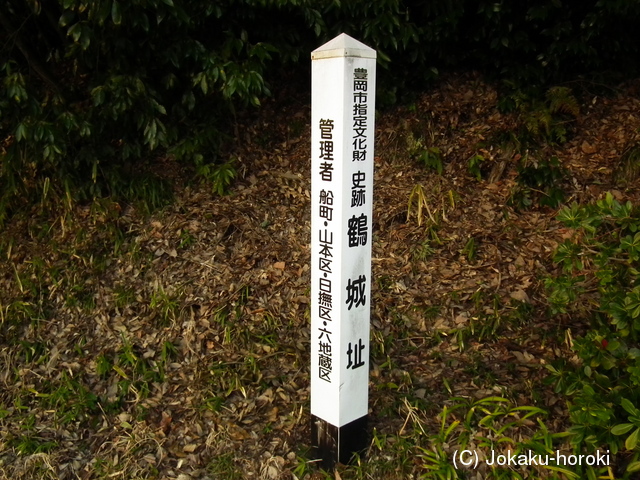 豊岡市指定文化財 史跡 鶴城址
管理者 船町・山本区・日撫区・六地蔵区
(C)Jokaku-horoki